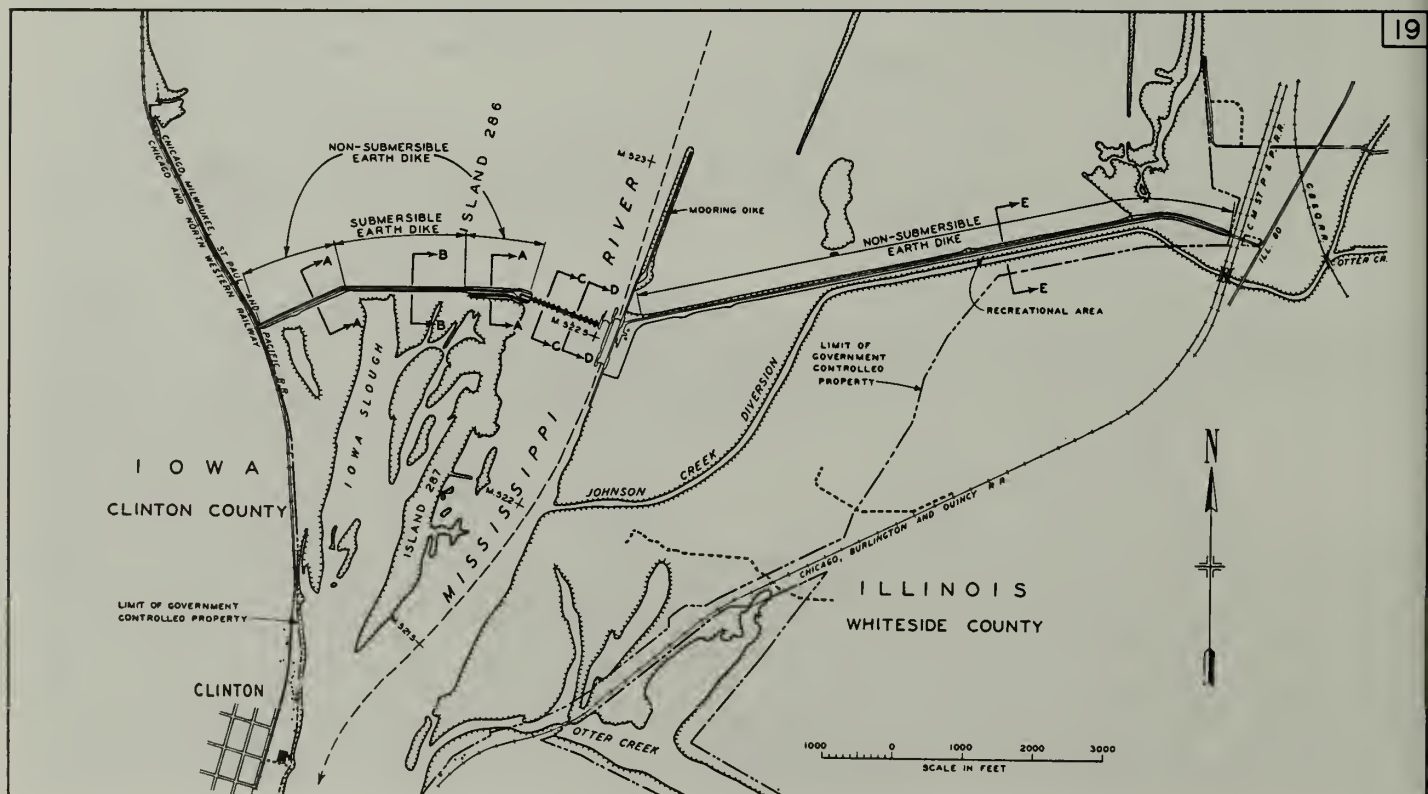 19
ISLAND 286
NON-SUBMERSIBLE
EARTH DIKE
CHICAGO, MILWAUKEE, ST. PAUL AND
PACIFIC R.R.
CHICAGO AND NORTH WESTERN
RAILWAY
SUBMERSIBLE
EARTH DIKE
M 523
MOORING DIKE
NON-SUBMERSIBLE
EARTH DIKE
E
E
C M ST P & P. R.R.
ILL 80
C B & Q R.R.
OTTER CR.
A
B
A
C
D
A
B
A
C
D
M 522.5
MISSISSIPPI RIVER
RECREATIONAL AREA
LIMIT OF
GOVERNMENT
CONTROLLED
PROPERTY
JOHNSON CREEK DIVERSION
IOWA SLOUGH
ISLAND 287
M 522
M 521.5
IOWA
CLINTON COUNTY
N
CHICAGO, BURLINGTON AND QUINCY R.R.
ILLINOIS
WHITESIDE COUNTY
LIMIT OF GOVERNMENT
CONTROLLED PROPERTY
CLINTON
OTTER CREEK
1000 0 1000 2000 3000
SCALE IN FEET